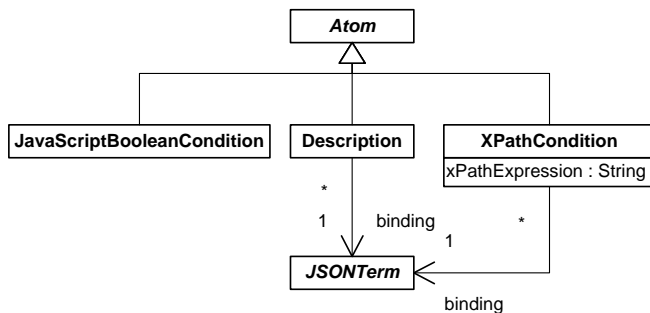 Atom
JavaScriptBooleanCondition
Description
XPathCondition
xPathExpression : String
*
1
binding
*
1
JSONTerm
binding